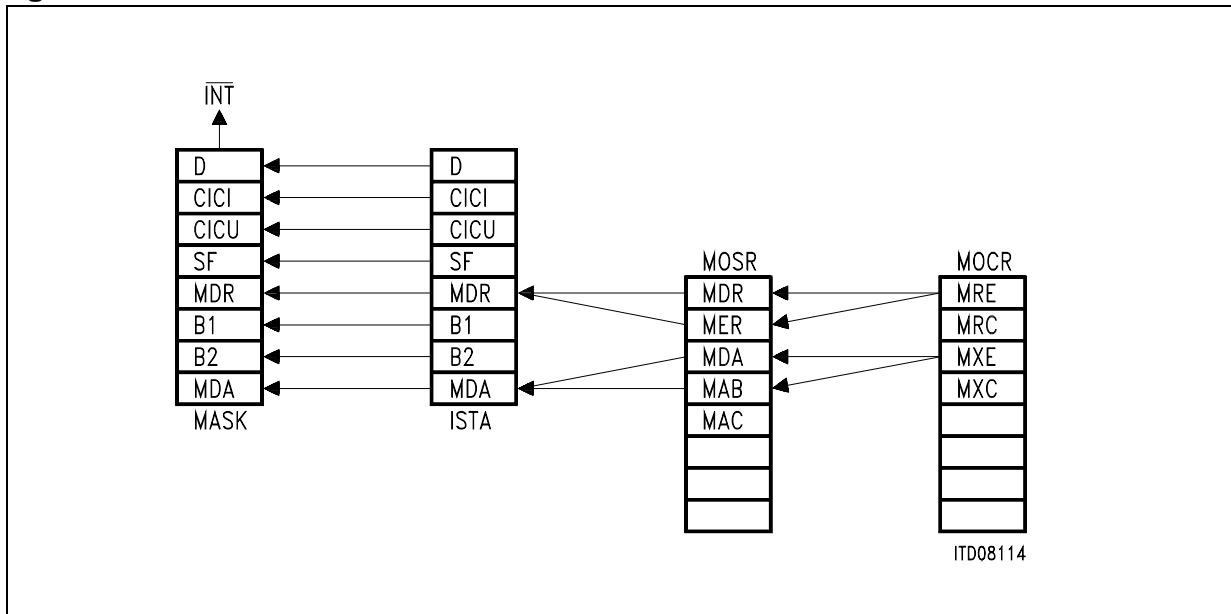 INT
D
CICI
CICU
SF
MDR
B1
B2
MDA
MASK
D
CICI
CICU
SF
MDR
B1
B2
MDA
ISTA
MOSR
MDR
MER
MDA
MAB
MAC
MOCR
MRE
MRC
MXE
MXC
ITD08114